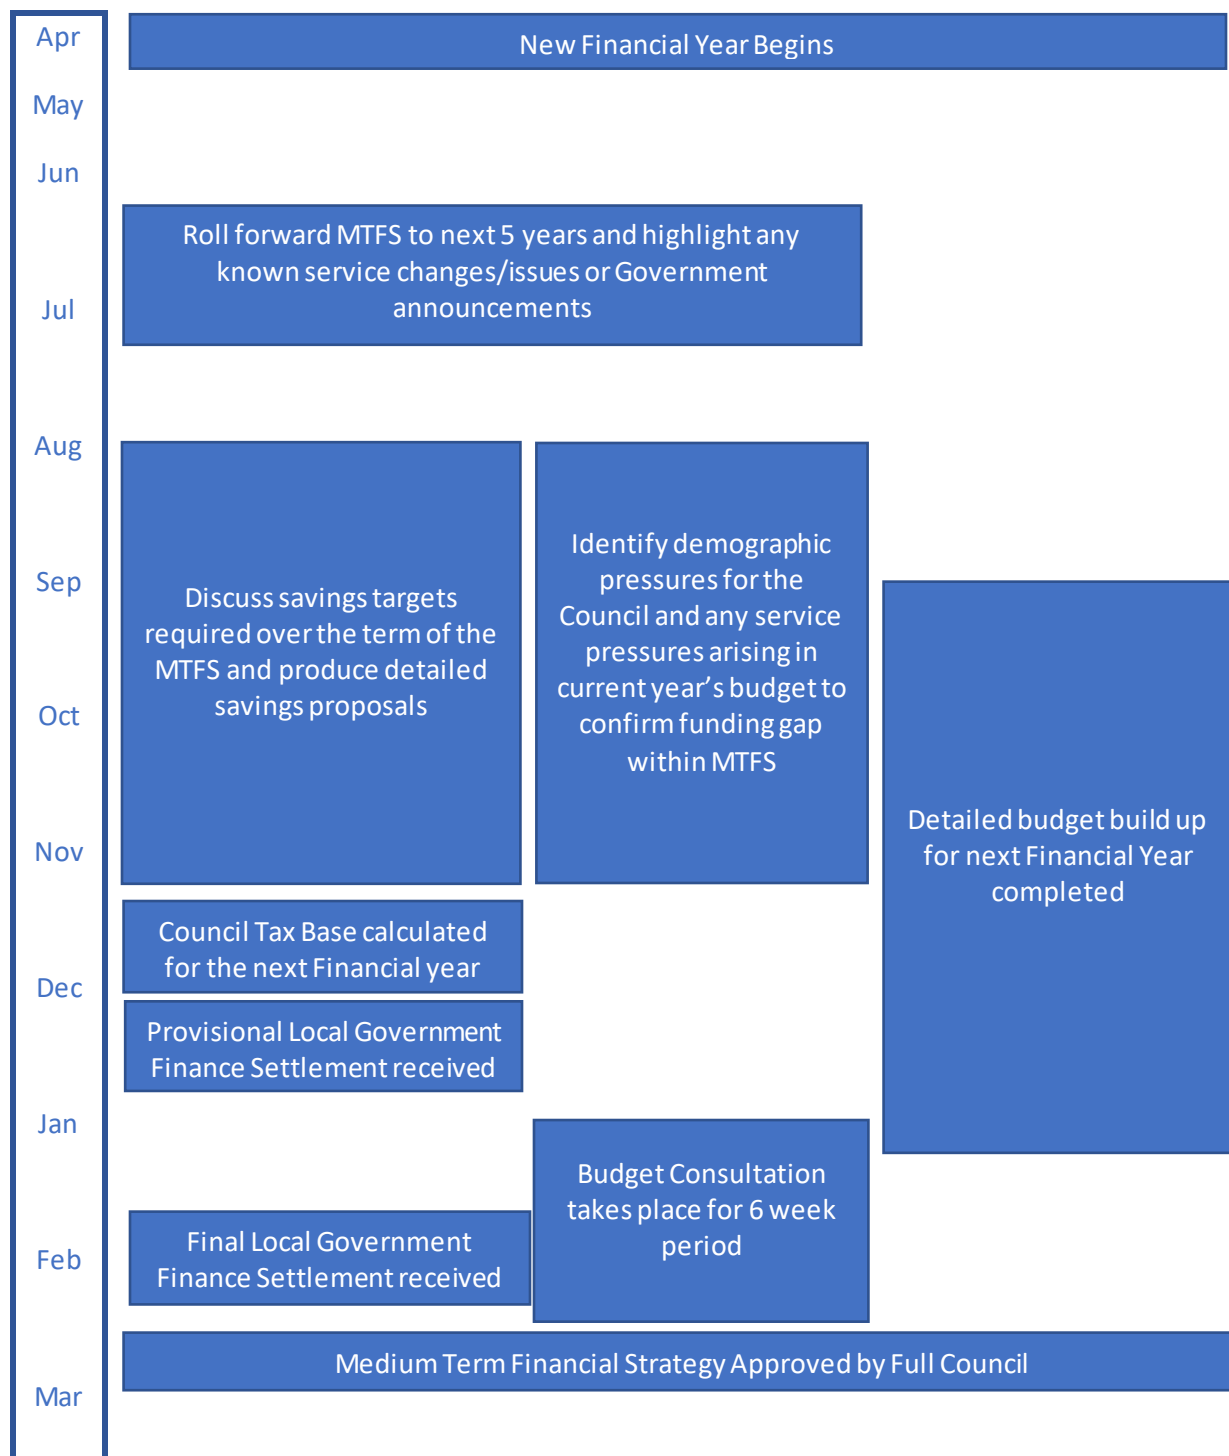 Apr
New Financial Year Begins
May
Jun
Roll forward MTFS to next 5 years and highlight any
known service changes/issues or Government
announcements
Jul
Aug
Discuss savings targets
required over the term of the
MTFS and produce detailed
savings proposals
Identify demographic
pressures for the
Council and any service
pressures arising in
current year’s budget to
confirm funding gap
within MTFS
Sep
Oct
Detailed budget build up
for next Financial Year
completed
Nov
Council Tax Base calculated
for the next Financial year
Dec
Provisional Local Government
Finance Settlement received
Jan
Budget Consultation
takes place for 6 week
period
Final Local Government
Finance Settlement received
Feb
Medium Term Financial Strategy Approved by Full Council
Mar